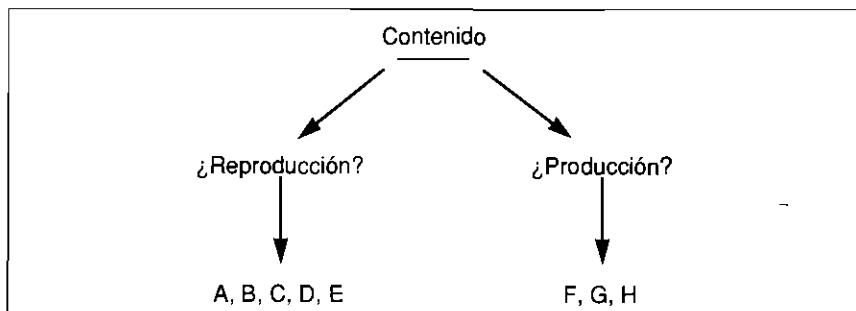 Contenido
¿Reproducción? ¿Producción?
A, B, C, D, E F, G, H